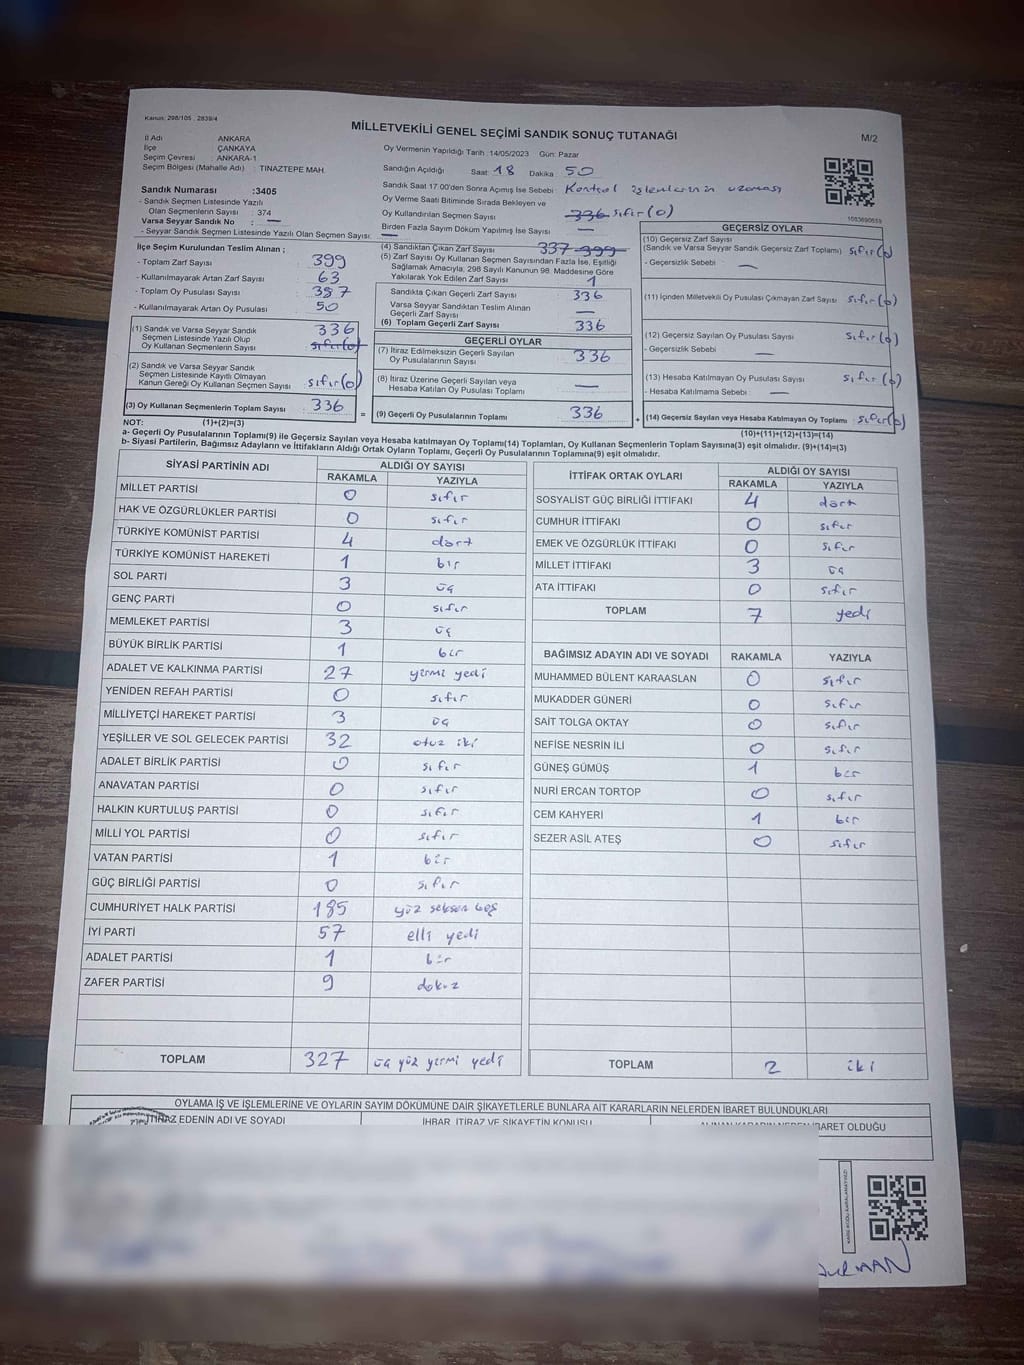 Kanun: 298/105 , 2839/4
MİLLETVEKİLİ GENEL SEÇİMİ SANDIK SONUÇ TUTANAĞI
M/2
İl Adı : ANKARA
İlçe : ÇANKAYA
Seçim Çevresi : ANKARA-1
Seçim Bölgesi (Mahalle Adı) : TINAZTEPE MAH.
Sandık Numarası :3405
- Sandık Seçmen Listesinde Yazılı
Olan Seçmenlerin Sayısı : 374
Varsa Seyyar Sandık No : —
- Seyyar Sandık Seçmen Listesinde Yazılı Olan Seçmen Sayısı: —
Oy Vermenin Yapıldığı Tarih :14/05/2023 Gün: Pazar
Sandığın Açıldığı Saat: 18 Dakika : 50
Sandık Saat 17.00'den Sonra Açımış İse Sebebi : Kontrol işlemlerinin uzaması
Oy Verme Saati Bitiminde Sırada Bekleyen ve
Oy Kullandırılan Seçmen Sayısı : 336 sıfır (0)
Birden Fazla Sayım Döküm Yapılmış İse Sayısı : —
İlçe Seçim Kurulundan Teslim Alınan ;
- Toplam Zarf Sayısı : 399
- Kullanılmayarak Artan Zarf Sayısı : 63
- Toplam Oy Pusulası Sayısı : 387
- Kullanılmayarak Artan Oy Pusulası : 50
(1) Sandık ve Varsa Seyyar Sandık
Seçmen Listesinde Yazılı Olup
Oy Kullanan Seçmenlerin Sayısı : 336 sıfır(0)
(2) Sandık ve Varsa Seyyar Sandık
Seçmen Listesinde Kayıtlı Olmayan
Kanun Gereği Oy Kullanan Seçmen Sayısı : sıfır(0)
(3) Oy Kullanan Seçmenlerin Toplam Sayısı : 336
(4) Sandıktan Çıkan Zarf Sayısı : 337 399
(5) Zarf Sayısı Oy Kullanan Seçmen Sayısından Fazla İse, Eşitliği
Sağlamak Amacıyla, 298 Sayılı Kanunun 98. Maddesine Göre
Yakılarak Yok Edilen Zarf Sayısı : 1
Sandıkta Çıkan Geçerli Zarf Sayısı : 336
Varsa Seyyar Sandıktan Teslim Alınan
Geçerli Zarf Sayısı : —
(6) Toplam Geçerli Zarf Sayısı : 336
GEÇERLİ OYLAR
(7) İtiraz Edilmeksizin Geçerli Sayılan
Oy Pusulalarının Sayısı : 336
(8) İtiraz Üzerine Geçerli Sayılan veya
Hesaba Katılan Oy Pusulaları Toplamı : —
= (9) Geçerli Oy Pusulalarının Toplamı : 336 +
1053690553
GEÇERSİZ OYLAR
(10) Geçersiz Zarf Sayısı
(Sandık ve Varsa Seyyar Sandık Geçersiz Zarf Toplamı) : sıfır(0)
- Geçersizlik Sebebi : —
(11) İçinden Milletvekili Oy Pusulası Çıkmayan Zarf Sayısı : sıfır(0)
(12) Geçersiz Sayılan Oy Pusulası Sayısı : sıfır(0)
- Geçersizlik Sebebi : —
(13) Hesaba Katılmayan Oy Pusulası Sayısı : sıfır(0)
- Hesaba Katılmama Sebebi : —
(14) Geçersiz Sayılan veya Hesaba Katılmayan Oy Toplamı : sıfır(0)
NOT: (1)+(2)=(3)
(10)+(11)+(12)+(13)=(14)
a- Geçerli Oy Pusulalarının Toplamı(9) ile Geçersiz Sayılan veya Hesaba katılmayan Oy Toplamı(14) Toplamları, Oy Kullanan Seçmenlerin Toplam Sayısına(3) eşit olmalıdır. (9)+(14)=(3)
b- Siyasi Partilerin, Bağımsız Adayların ve İttifakların Aldığı Ortak Oyların Toplamı, Geçerli Oy Pusulalarının Toplamına(9) eşit olmalıdır.
SİYASİ PARTİNİN ADI ALDIĞI OY SAYISI
RAKAMLA YAZIYLA
MİLLET PARTİSİ 0 sıfır
HAK VE ÖZGÜRLÜKLER PARTİSİ 0 sıfır
TÜRKİYE KOMÜNİST PARTİSİ 4 dört
TÜRKİYE KOMÜNİST HAREKETİ 1 bir
SOL PARTİ 3 üç
GENÇ PARTİ 0 sıfır
MEMLEKET PARTİSİ 3 üç
BÜYÜK BİRLİK PARTİSİ 1 bir
ADALET VE KALKINMA PARTİSİ 27 yirmi yedi
YENİDEN REFAH PARTİSİ 0 sıfır
MİLLİYETÇİ HAREKET PARTİSİ 3 üç
YEŞİLLER VE SOL GELECEK PARTİSİ 32 otuz iki
ADALET BİRLİK PARTİSİ 0 sıfır
ANAVATAN PARTİSİ 0 sıfır
HALKIN KURTULUŞ PARTİSİ 0 sıfır
MİLLİ YOL PARTİSİ 0 sıfır
VATAN PARTİSİ 1 bir
GÜÇ BİRLİĞİ PARTİSİ 0 sıfır
CUMHURİYET HALK PARTİSİ 185 yüz seksen beş
İYİ PARTİ 57 elli yedi
ADALET PARTİSİ 1 bir
ZAFER PARTİSİ 9 dokuz
TOPLAM 327 üç yüz yirmi yedi
İTTİFAK ORTAK OYLARI ALDIĞI OY SAYISI
RAKAMLA YAZIYLA
SOSYALIST GÜÇ BİRLİĞİ İTTİFAKI 4 dört
CUMHUR İTTİFAKI 0 sıfır
EMEK VE ÖZGÜRLÜK İTTİFAKI 0 sıfır
MİLLET İTTİFAKI 3 üç
ATA İTTİFAKI 0 sıfır
TOPLAM 7 yedi
BAĞIMSIZ ADAYIN ADI VE SOYADI RAKAMLA YAZIYLA
MUHAMMED BÜLENT KARAASLAN 0 sıfır
MUKADDER GÜNERİ 0 sıfır
SAİT TOLGA OKTAY 0 sıfır
NEFİSE NESRİN İLİ 0 sıfır
GÜNEŞ GÜMÜŞ 1 bir
NURİ ERCAN TORTOP 0 sıfır
CEM KAHYERİ 1 bir
SEZER ASİL ATEŞ 0 sıfır
TOPLAM 2 iki
OYLAMA İŞ VE İŞLEMLERİNE VE OYLARIN SAYIM DÖKÜMÜNE DAİR ŞİKAYETLERLE BUNLARA AİT KARARLARIN NELERDEN İBARET BULUNDUKLARI
İTİRAZ EDENİN ADI VE SOYADI İHBAR, İTİRAZ VE ŞİKAYETİN KONUSU ALINAN KARARIN NEDEN İBARET OLDUĞU